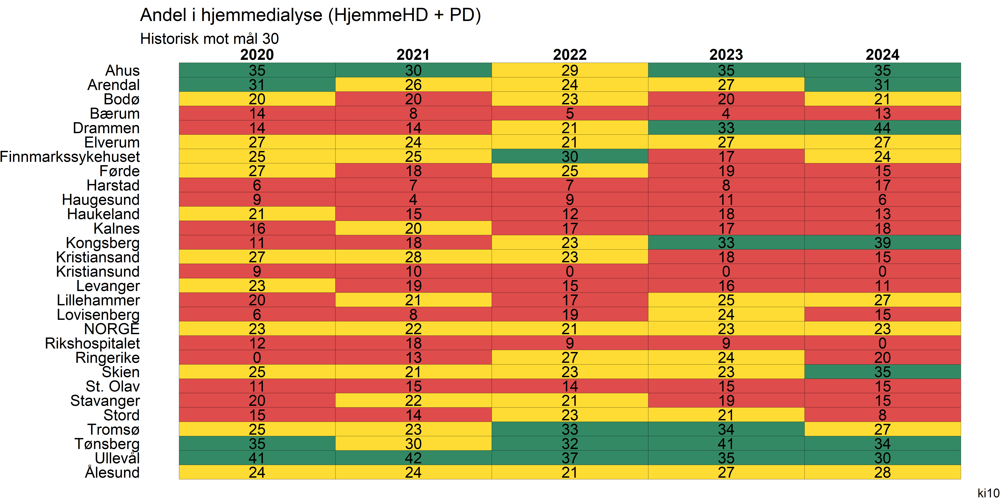 Andel i hjemmedialyse (HjemmeHD + PD)
Historisk mot mål 30
2020 2021 2022 2023 2024
Ahus 35 30 29 35 35
Arendal 31 26 24 27 31
Bodø 20 20 23 20 21
Bærum 14 8 5 4 13
Drammen 14 14 21 33 44
Elverum 27 24 21 27 27
Finnmarkssykehuset 25 25 30 17 24
Førde 27 18 25 19 15
Harstad 6 7 7 8 17
Haugesund 9 4 9 11 6
Haukeland 21 15 12 18 13
Kalnes 16 20 17 17 18
Kongsberg 11 18 23 33 39
Kristiansand 27 28 23 18 15
Kristiansund 9 10 0 0 0
Levanger 23 19 15 16 11
Lillehammer 20 21 17 25 27
Lovisenberg 6 8 19 24 15
NORGE 23 22 21 23 23
Rikshospitalet 12 18 9 9 0
Ringerike 0 13 27 24 20
Skien 25 21 23 23 35
St. Olav 11 15 14 15 15
Stavanger 20 22 21 19 15
Stord 15 14 23 21 8
Tromsø 25 23 33 34 27
Tønsberg 35 30 32 41 34
Ullevål 41 42 37 35 30
Ålesund 24 24 21 27 28
ki10